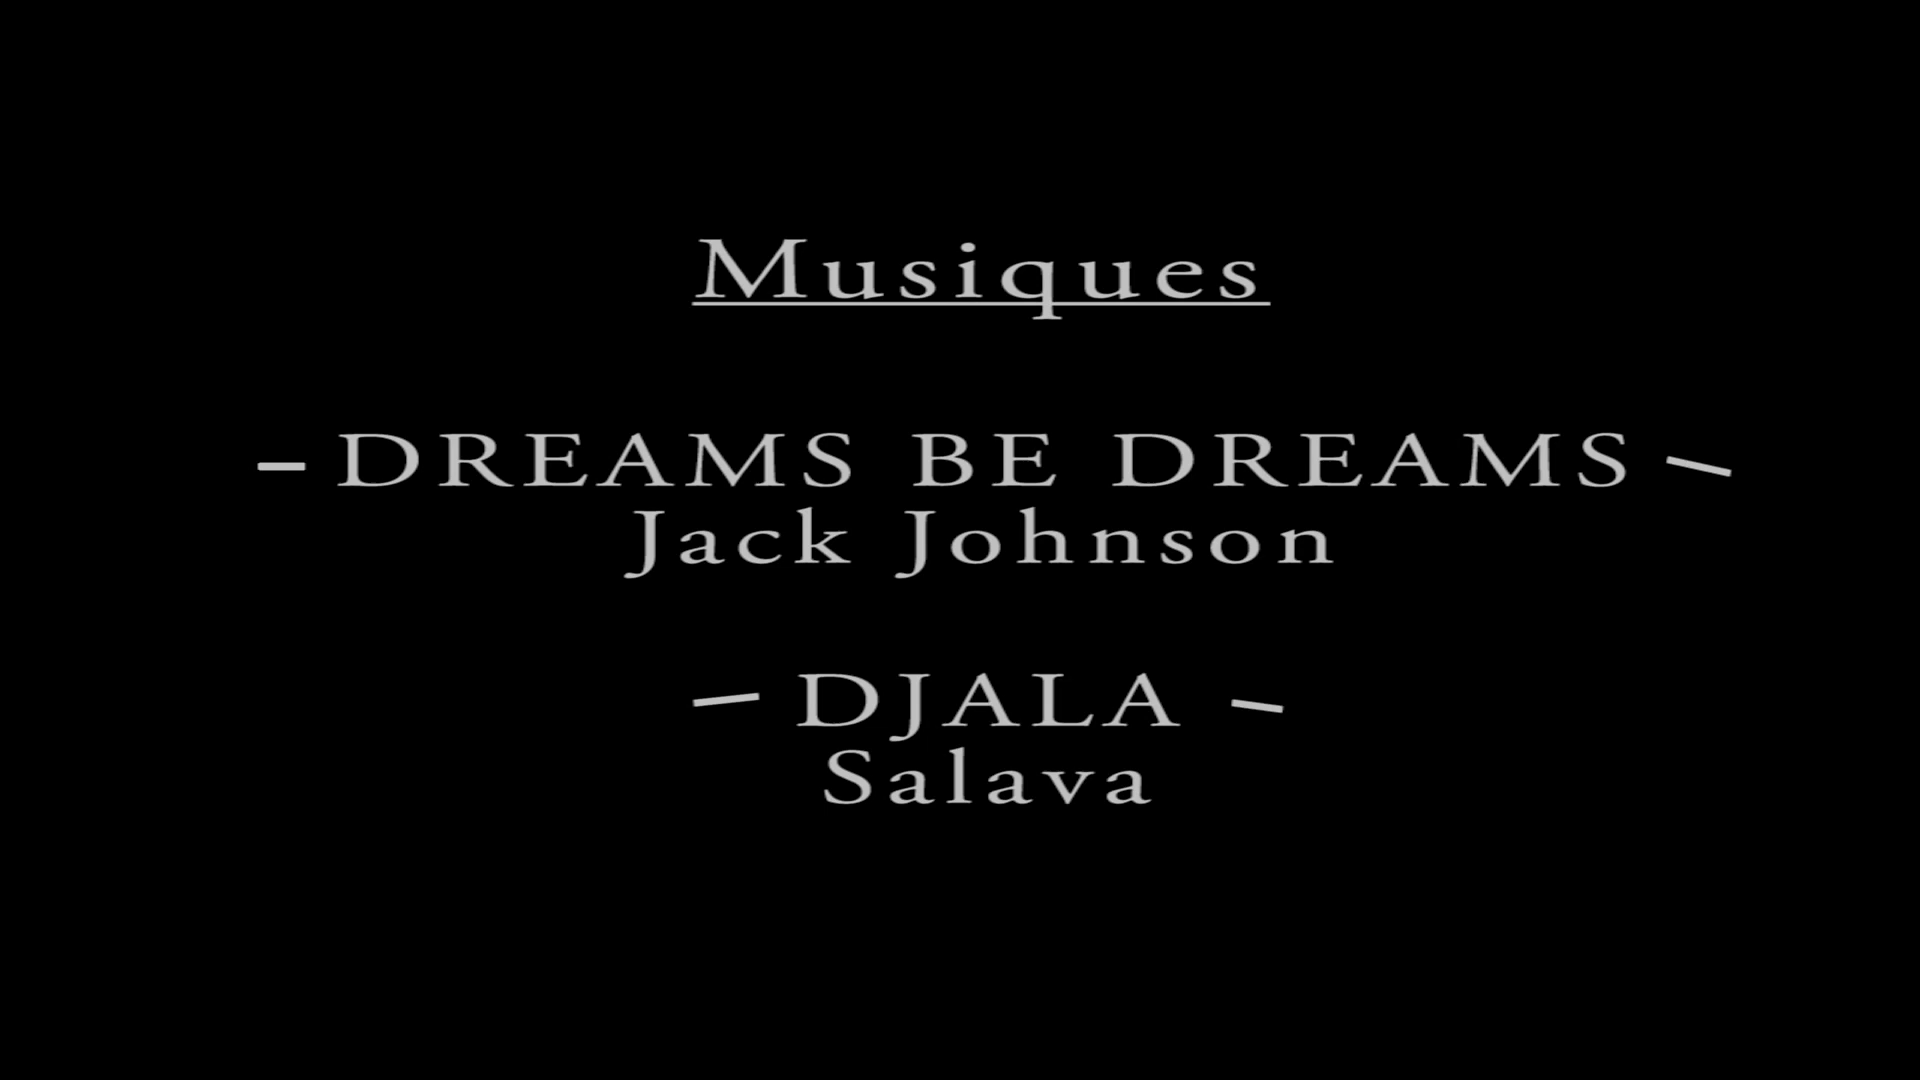 Musiques
– DREAMS BE DREAMS –
Jack Johnson
– DJALA –
Salava